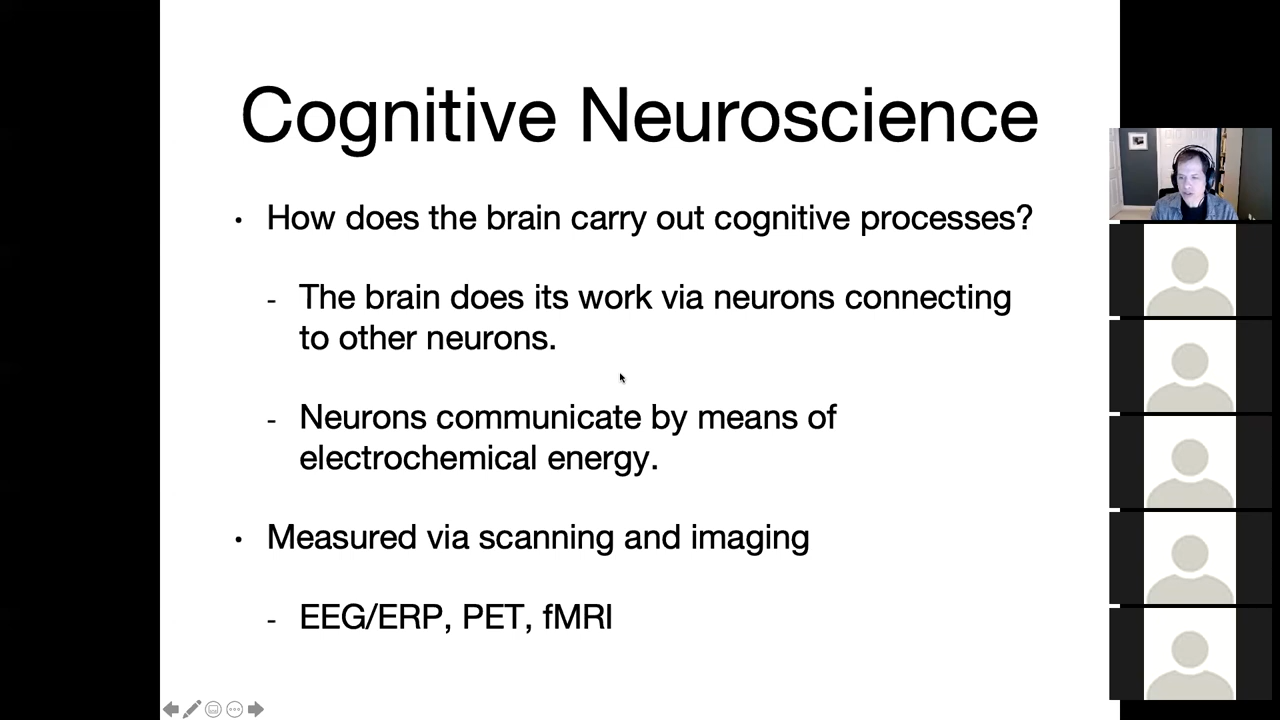 Cognitive Neuroscience
• How does the brain carry out cognitive processes?
- The brain does its work via neurons connecting
to other neurons.
- Neurons communicate by means of
electrochemical energy.
• Measured via scanning and imaging
- EEG/ERP, PET, fMRI